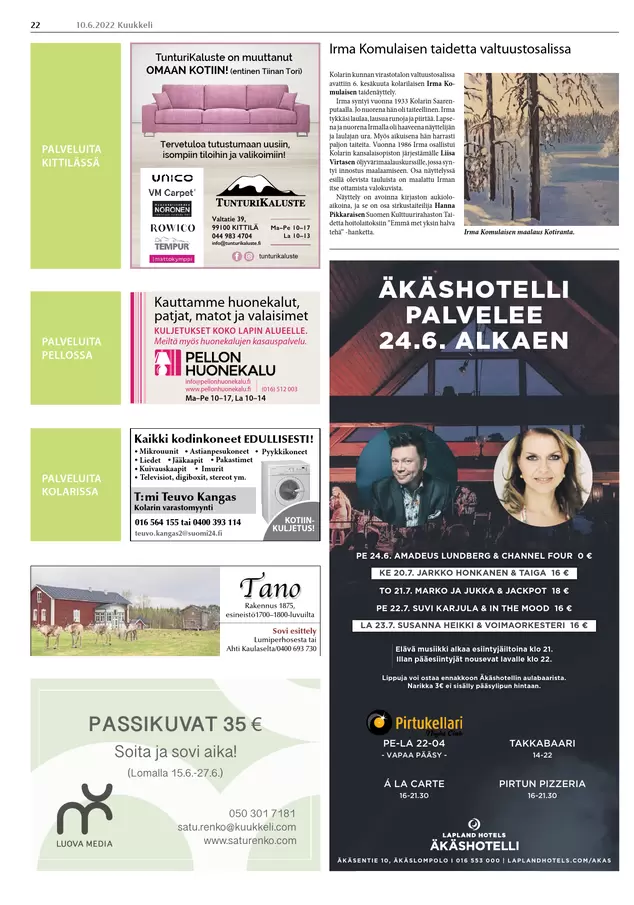 22
10.6.2022 Kuukkeli
PALVELUITA
KITTILÄSSÄ
TunturiKaluste on muuttanut
OMAAN KOTIIN! (entinen Tiinan Tori)
Tervetuloa tutustumaan uusiin,
isompiin tiloihin ja valikoimiin!
UNICO
VM Carpet
NORONEN
ROWICO
TEMPUR
mattokymppi
TUNTURIKALUSTE
Valtatie 39,
99100 KITTILÄ
044 983 4704
info@tunturikaluste.fi
Ma–Pe 10–17
La 10–13
tunturikaluste
PALVELUITA
PELLOSSA
Kauttamme huonekalut,
patjat, matot ja valaisimet
KULJETUKSET KOKO LAPIN ALUEELLE.
Meiltä myös huonekalujen kasauspalvelu.
PELLON
HUONEKALU
info@pellonhuonekalu.fi
www.pellonhuonekalu.fi (016) 512 003
Ma–Pe 10–17, La 10–14
PALVELUITA
KOLARISSA
Kaikki kodinkoneet EDULLISESTI!
• Mikrouunit • Astianpesukoneet • Pyykkikoneet
• Liedet • Jääkaapit • Pakastimet
• Kuivauskaapit • Imurit
• Televisiot, digiboxit, stereot ym.
T:mi Teuvo Kangas
Kolarin varastomyynti
016 564 155 tai 0400 393 114
teuvo.kangas2@suomi24.fi
KOTIIN-
KULJETUS!
Tano
Rakennus 1875,
esineistö1700–1800-luvuilta
Sovi esittely
Lumiperhosesta tai
Ahti Kaulaselta/0400 693 730
PASSIKUVAT 35 €
Soita ja sovi aika!
(Lomalla 15.6.-27.6.)
LUOVA MEDIA
050 301 7181
satu.renko@kuukkeli.com
www.saturenko.com
Irma Komulaisen taidetta valtuustosalissa
Kolarin kunnan virastotalon valtuustosalissa
avattiin 6. kesäkuuta kolarilaisen Irma Ko-
mulaisen taidenäyttely.
Irma syntyi vuonna 1933 Kolarin Saaren-
putaalla. Jo nuorena hän oli taiteellinen. Irma
tykkäsi laulaa, lausua runoja ja piirtää. Lapse-
na ja nuorena Irmalla oli haaveena näyttelijän
ja laulajan ura. Myös aikuisena hän harrasti
paljon taiteita. Vuonna 1986 Irma osallistui
Kolarin kansalaisopiston järjestämälle Liisa
Virtasen öljyvärimaalauskurssille, jossa syn-
tyi innostus maalaamiseen. Osa näyttelyssä
esillä olevista tauluista on maalattu Irman
itse ottamista valokuvista.
Näyttely on avoinna kirjaston aukiolo-
aikoina, ja se on osa sirkustaiteilija Hanna
Pikkaraisen Suomen Kulttuurirahaston Tai-
detta hoitolaitoksiin "Emmä met yksin halva
tehä" -hanketta.
Irma Komulaisen maalaus Kotiranta.
ÄKÄSHOTELLI
PALVELEE
24.6. ALKAEN
PE 24.6. AMADEUS LUNDBERG & CHANNEL FOUR 0 €
KE 20.7. JARKKO HONKANEN & TAIGA 16 €
TO 21.7. MARKO JA JUKKA & JACKPOT 18 €
PE 22.7. SUVI KARJULA & IN THE MOOD 16 €
LA 23.7. SUSANNA HEIKKI & VOIMAORKESTERI 16 €
Elävä musiikki alkaa esiintyjäiltoina klo 21.
Illan pääesiintyjät nousevat lavalle klo 22.
Lippuja voi ostaa ennakkoon Äkäshotellin aulabaarista.
Narikka 3€ ei sisälly pääsylipun hintaan.
Pirtukellari
Night Club
PE-LA 22-04
- VAPAA PÄÄSY -
TAKKABAARI
14-22
Á LA CARTE
16-21.30
PIRTUN PIZZERIA
16-21.30
LAPLAND HOTELS
ÄKÄSHOTELLI
ÄKÄSENTIE 10, ÄKÄSLOMPOLO I 016 553 000 | LAPLANDHOTELS.COM/AKAS